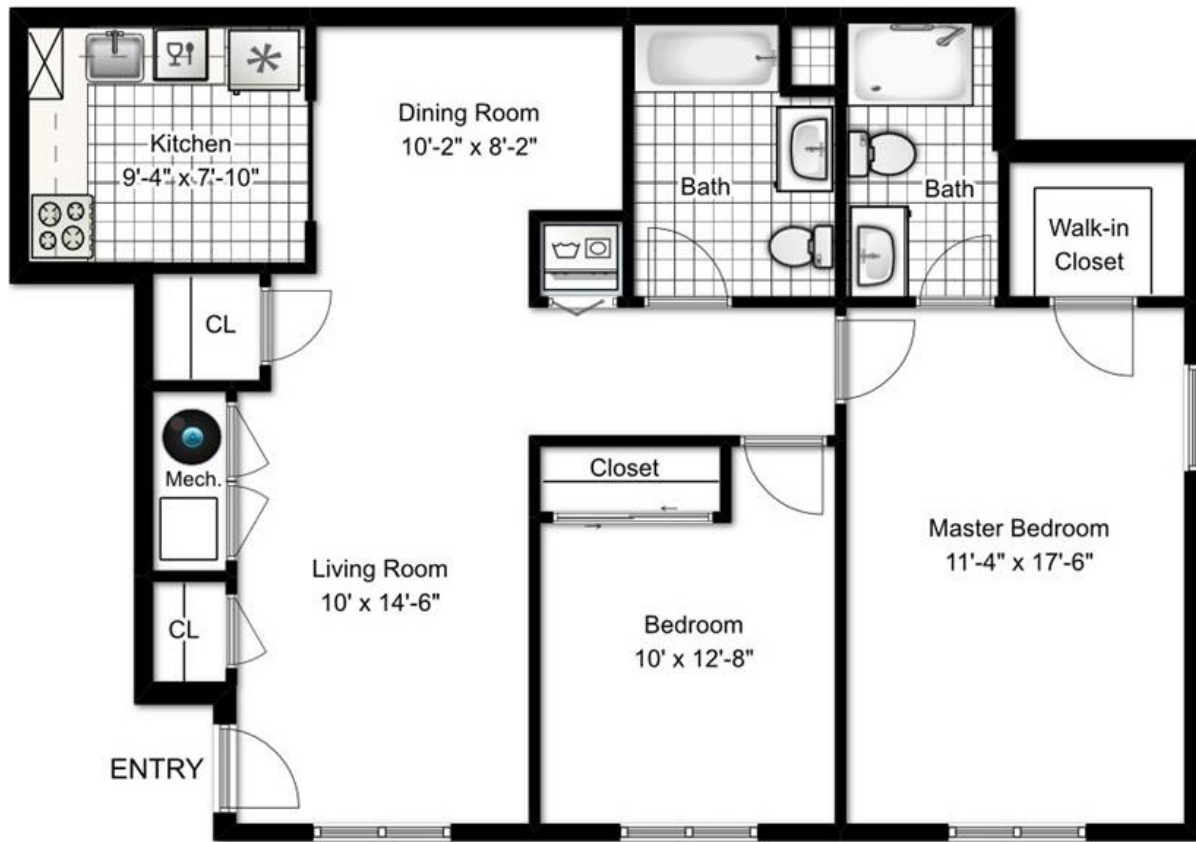 Kitchen
9'-4" x 7'-10"
Dining Room
10'-2" x 8'-2"
Bath
Bath
Walk-in
Closet
CL
Mech.
CL
Closet
Living Room
10' x 14'-6"
Bedroom
10' x 12'-8"
Master Bedroom
11'-4" x 17'-6"
ENTRY